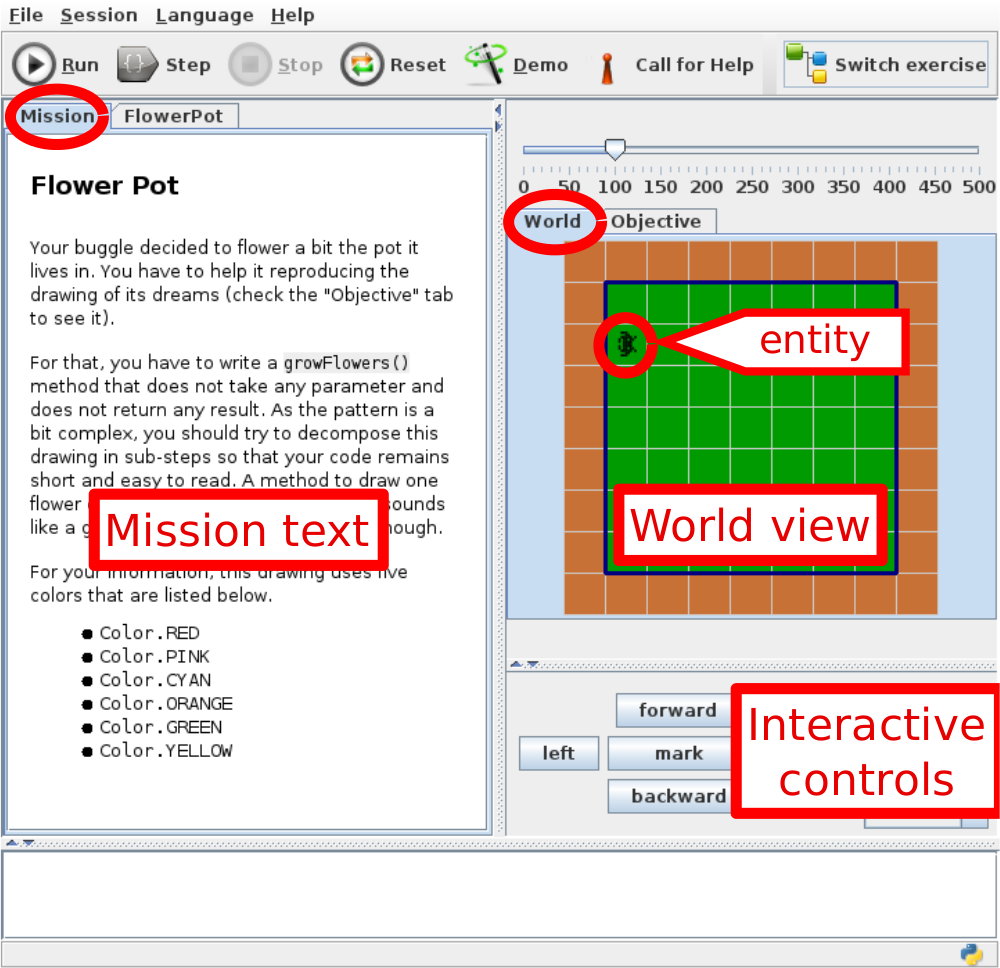 File Session Language Help
Run Step Stop Reset Demo Call for Help Switch exercise
Mission FlowerPot
Flower Pot
Your buggle decided to flower a bit the pot it
lives in. You have to help it reproducing the
drawing of its dreams (check the "Objective" tab
to see it).
For that, you have to write a growFlowers()
method that does not take any parameter and
does not return any result. As the pattern is a
bit complex, you should try to decompose this
drawing in sub-steps so that your code remains
short and easy to read. A method to draw one
flower sounds
like a
Mission text
For your information, this drawing uses five
colors that are listed below.
Color.RED
Color.PINK
Color.CYAN
Color.ORANGE
Color.GREEN
Color.YELLOW
0 50 100 150 200 250 300 350 400 450 500
World Objective
entity
World view
forward
left mark
backward
Interactive
controls